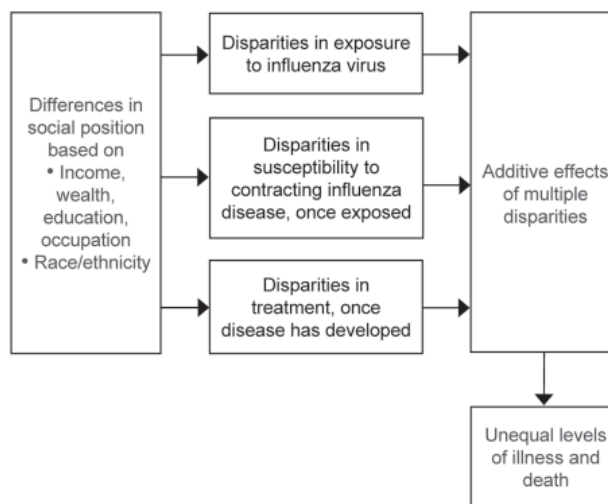 Differences in
social position
based on
• Income,
wealth,
education,
occupation
• Race/ethnicity
Disparities in exposure
to influenza virus
Disparities in
susceptibility to
contracting influenza
disease, once exposed
Disparities in
treatment, once
disease has developed
Additive effects
of multiple
disparities
Unequal levels
of illness and
death